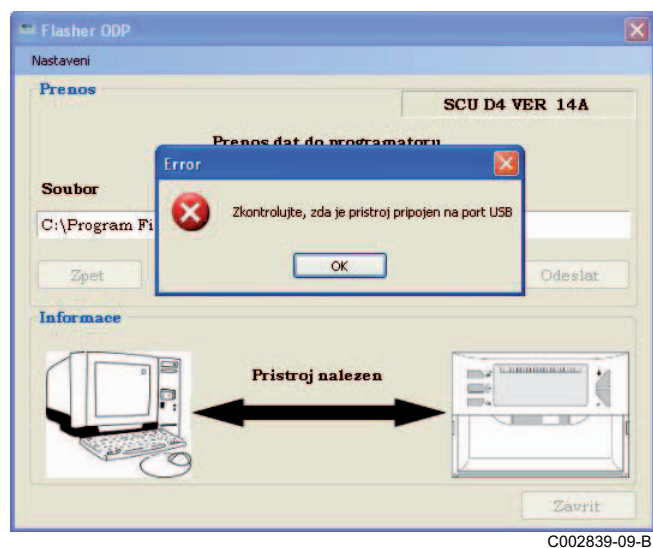 Flasher ODP
Nastaveni
Prenos
SCU D4 VER 14A
Prenos dat do programatoru
Error
Soubor
Zkontrolujte, zda je pristroj pripojen na port USB
C:\Program Fi
OK
Zpet
Odeslat
Informace
Pristroj nalezen
Zavrit
C002839-09-B